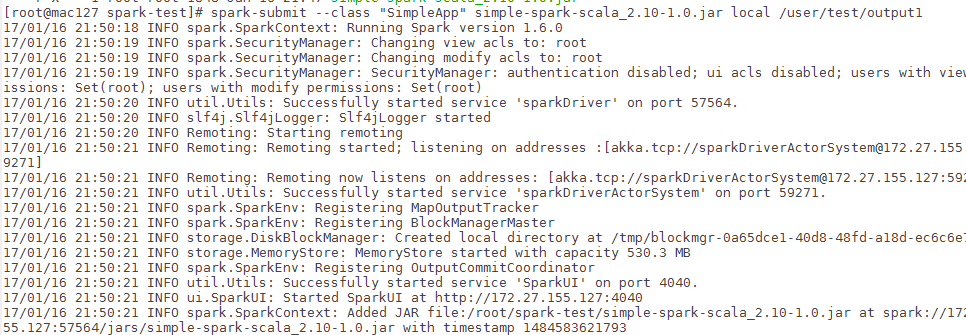 [root@mac127 spark-test]# spark-submit --class "SimpleApp" simple-spark-scala_2.10-1.0.jar local /user/test/output1
17/01/16 21:50:18 INFO spark.SparkContext: Running Spark version 1.6.0
17/01/16 21:50:19 INFO spark.SecurityManager: Changing view acls to: root
17/01/16 21:50:19 INFO spark.SecurityManager: Changing modify acls to: root
17/01/16 21:50:19 INFO spark.SecurityManager: SecurityManager: authentication disabled; ui acls disabled; users with view
issions: Set(root); users with modify permissions: Set(root)
17/01/16 21:50:20 INFO util.Utils: Successfully started service 'sparkDriver' on port 57564.
17/01/16 21:50:20 INFO slf4j.Slf4jLogger: Slf4jLogger started
17/01/16 21:50:20 INFO Remoting: Starting remoting
17/01/16 21:50:21 INFO Remoting: Remoting started; listening on addresses :[akka.tcp://sparkDriverActorSystem@172.27.155
9271]
17/01/16 21:50:21 INFO Remoting: Remoting now listens on addresses: [akka.tcp://sparkDriverActorSystem@172.27.155.127:592
17/01/16 21:50:21 INFO util.Utils: Successfully started service 'sparkDriverActorSystem' on port 59271.
17/01/16 21:50:21 INFO spark.SparkEnv: Registering MapOutputTracker
17/01/16 21:50:21 INFO spark.SparkEnv: Registering BlockManagerMaster
17/01/16 21:50:21 INFO storage.DiskBlockManager: Created local directory at /tmp/blockmgr-0a65dce1-40d8-48fd-a18d-ec6c6e7
17/01/16 21:50:21 INFO storage.MemoryStore: MemoryStore started with capacity 530.3 MB
17/01/16 21:50:21 INFO spark.SparkEnv: Registering OutputCommitCoordinator
17/01/16 21:50:21 INFO util.Utils: Successfully started service 'SparkUI' on port 4040.
17/01/16 21:50:21 INFO ui.SparkUI: Started SparkUI at http://172.27.155.127:4040
17/01/16 21:50:21 INFO spark.SparkContext: Added JAR file:/root/spark-test/simple-spark-scala_2.10-1.0.jar at spark://172
55.127:57564/jars/simple-spark-scala_2.10-1.0.jar with timestamp 1484583621793